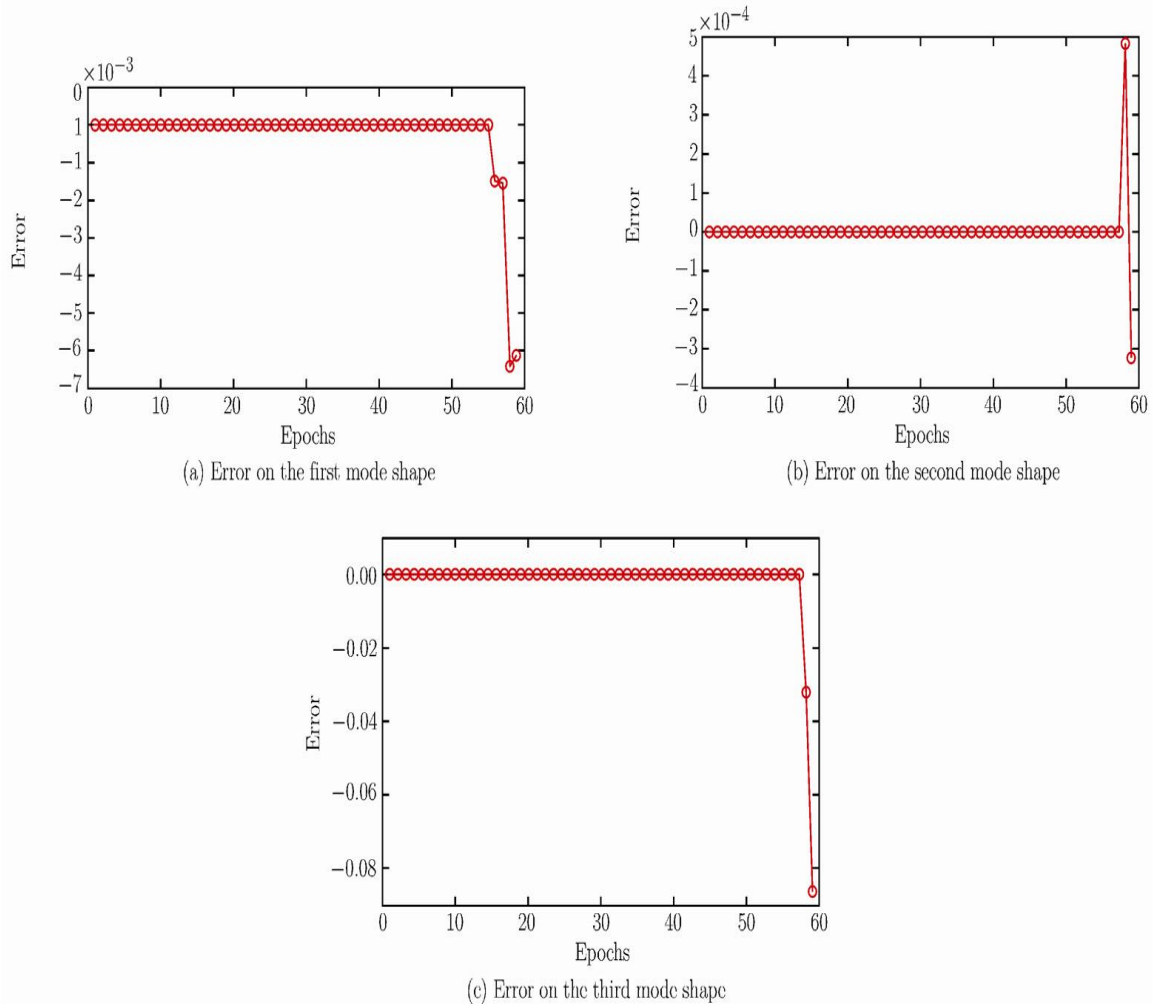 ×10−3
0
1
−1
−2
−3
−4
−5
−6
−7
Error
0 10 20 30 40 50 60
Epochs
(a) Error on the first mode shape
×10−4
5
4
3
2
1
0
−1
−2
−3
−4
Error
0 10 20 30 40 50 60
Epochs
(b) Error on the second mode shape
0.00
−0.02
−0.04
−0.06
−0.08
Error
0 10 20 30 40 50 60
Epochs
(c) Error on the third mode shape